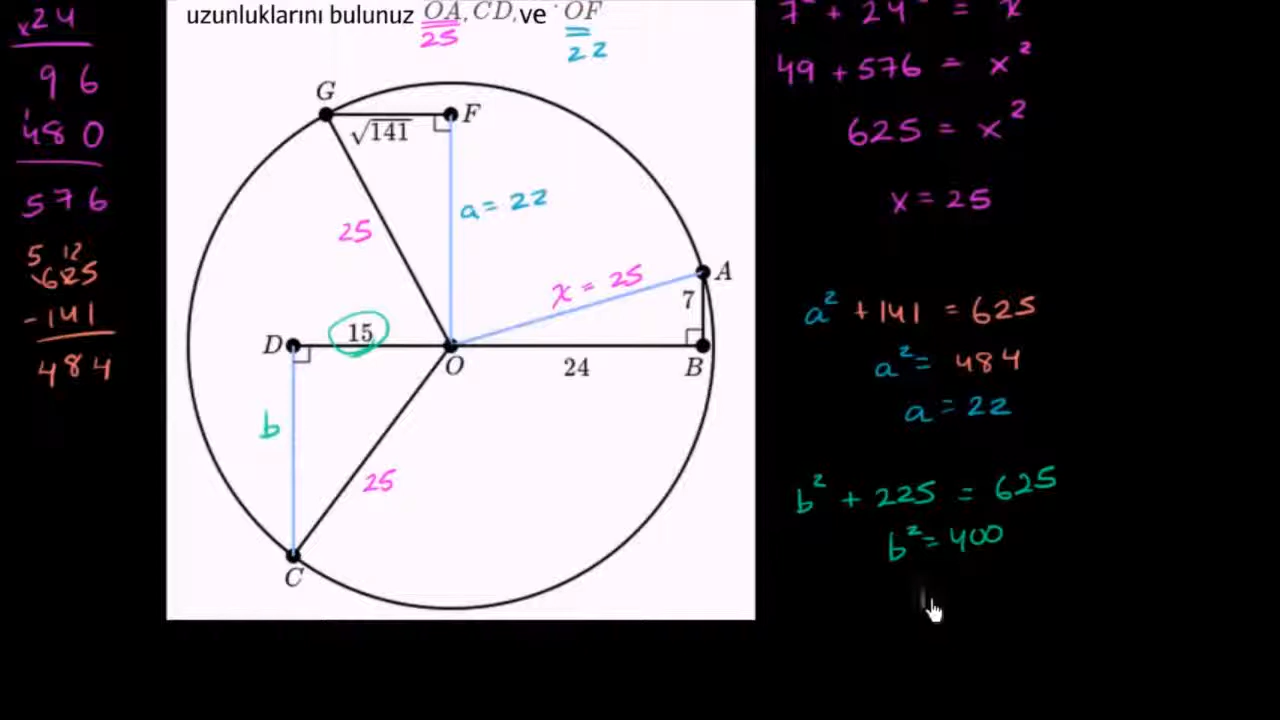 uzunluklarını bulunuz OA, CD, ve OF
25
22
x24
96
480
576
5 12
625
-141
484
G
F
√141
a = 22
25
x = 25
A
7
D
15
O
24
B
b
25
C
7² + 24² = x
49 + 576 = x²
625 = x²
x = 25
a² + 141 = 625
a² = 484
a = 22
b² + 225 = 625
b² = 400